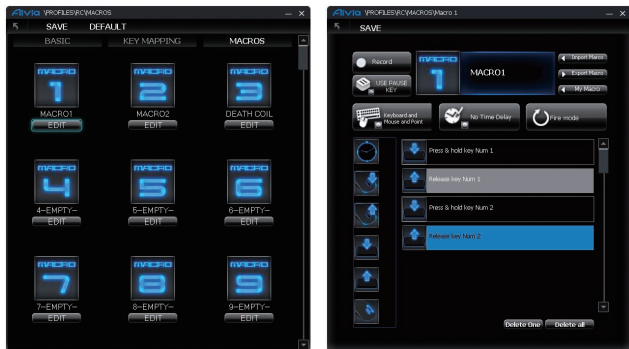 Aivia \PROFILES\RC\MACROS
SAVE DEFAULT
BASIC KEY MAPPING MACROS
MACRO 1 MACRO 2 MACRO 3
MACRO1 MACRO2 DEATH COIL
EDIT EDIT EDIT
MACRO 4 MACRO 5 MACRO 6
4-EMPTY- 5-EMPTY- 6-EMPTY-
EDIT EDIT EDIT
MACRO 7 MACRO 8 MACRO 9
7-EMPTY- 8-EMPTY- 9-EMPTY-
EDIT EDIT EDIT
Aivia \PROFILES\RC\MACROS\Macro 1
SAVE
Record
USE PAUSE
KEY
MACRO
1
MACRO1
Import Marco
Export Macro
My Macro
Keyboard and
Mouse and Point
No Time Delay
Fire mode
Press & hold key Num 1
Release key Num 1
Press & hold key Num 2
Release key Num 2
Delete One Delete all